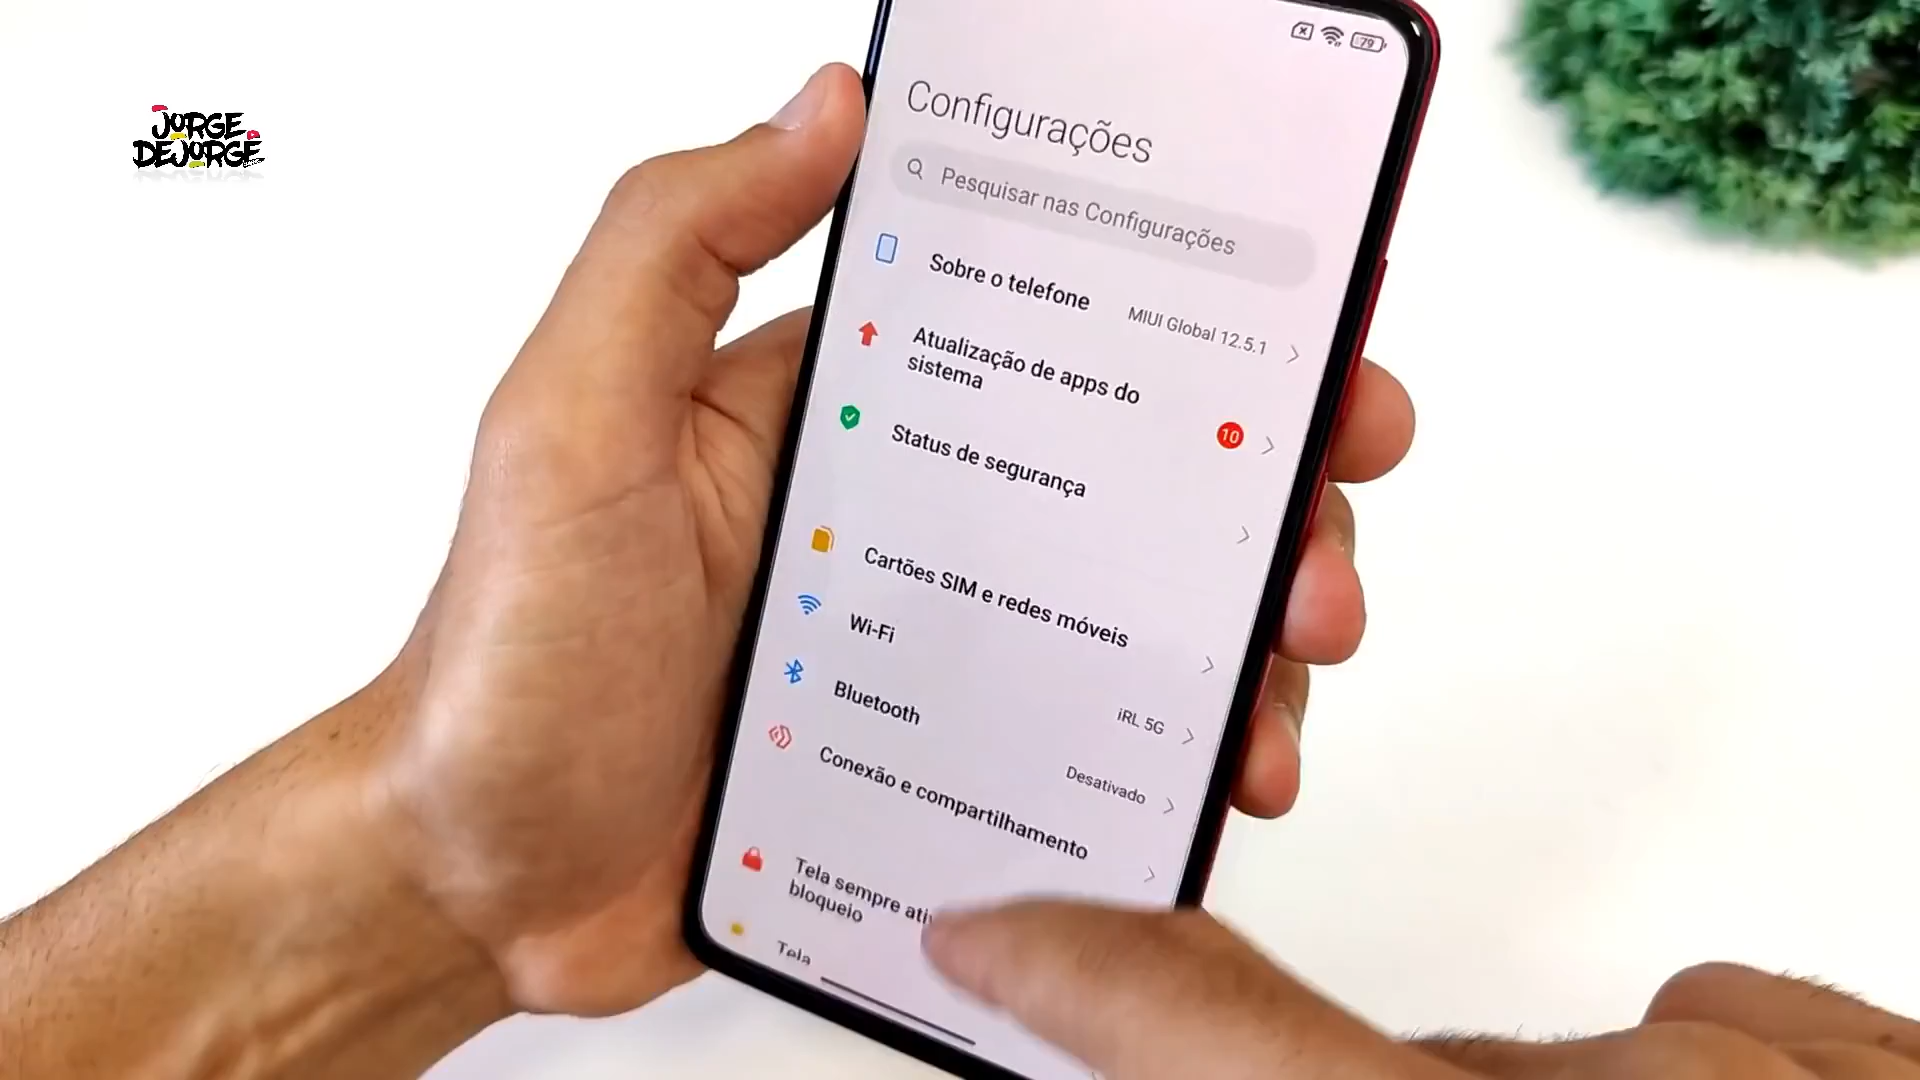 JORGE
DEJORGE
79
Configurações
Pesquisar nas Configurações
Sobre o telefone
MIUI Global 12.5.1
Atualização de apps do
sistema
10
Status de segurança
Cartões SIM e redes móveis
Wi-Fi
iRL 5G
Bluetooth
Desativado
Conexão e compartilhamento
Tela sempre
bloqueio
Tela